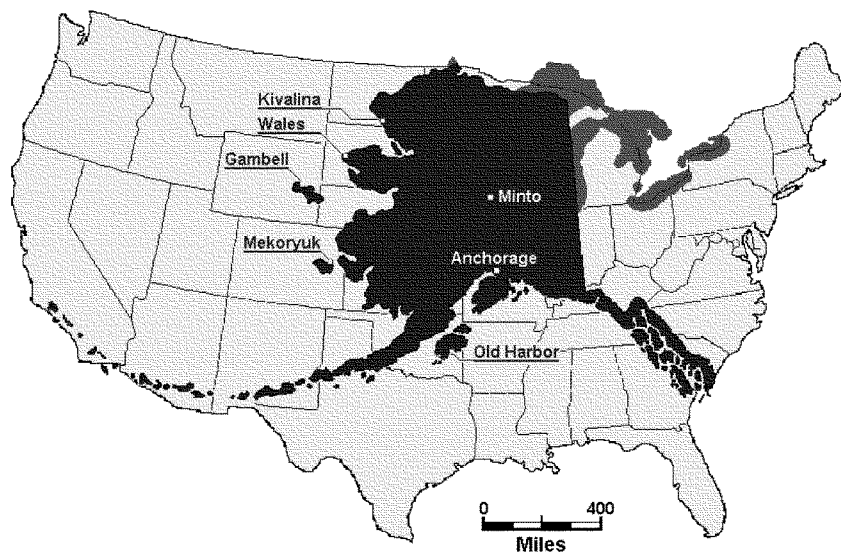 Kivalina
Wales
Gambell
Minto
Mekoryuk
Anchorage
Old Harbor
0 400
Miles